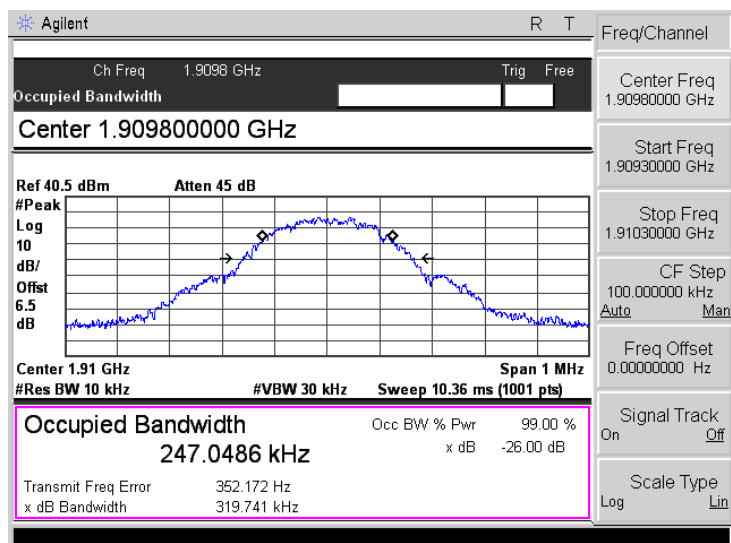 Agilent R T
Ch Freq 1.9098 GHz Trig Free
Occupied Bandwidth
Center 1.909800000 GHz
Ref 40.5 dBm Atten 45 dB
#Peak
Log
10
dB/
Offst
6.5
dB
Center 1.91 GHz Span 1 MHz
#Res BW 10 kHz #VBW 30 kHz Sweep 10.36 ms (1001 pts)
Occupied Bandwidth Occ BW % Pwr 99.00 %
247.0486 kHz x dB -26.00 dB
Transmit Freq Error 352.172 Hz
x dB Bandwidth 319.741 kHz
Freq/Channel
Center Freq
1.90980000 GHz
Start Freq
1.90930000 GHz
Stop Freq
1.91030000 GHz
CF Step
100.000000 kHz
Auto Man
Freq Offset
0.00000000 Hz
Signal Track
On Off
Scale Type
Log Lin